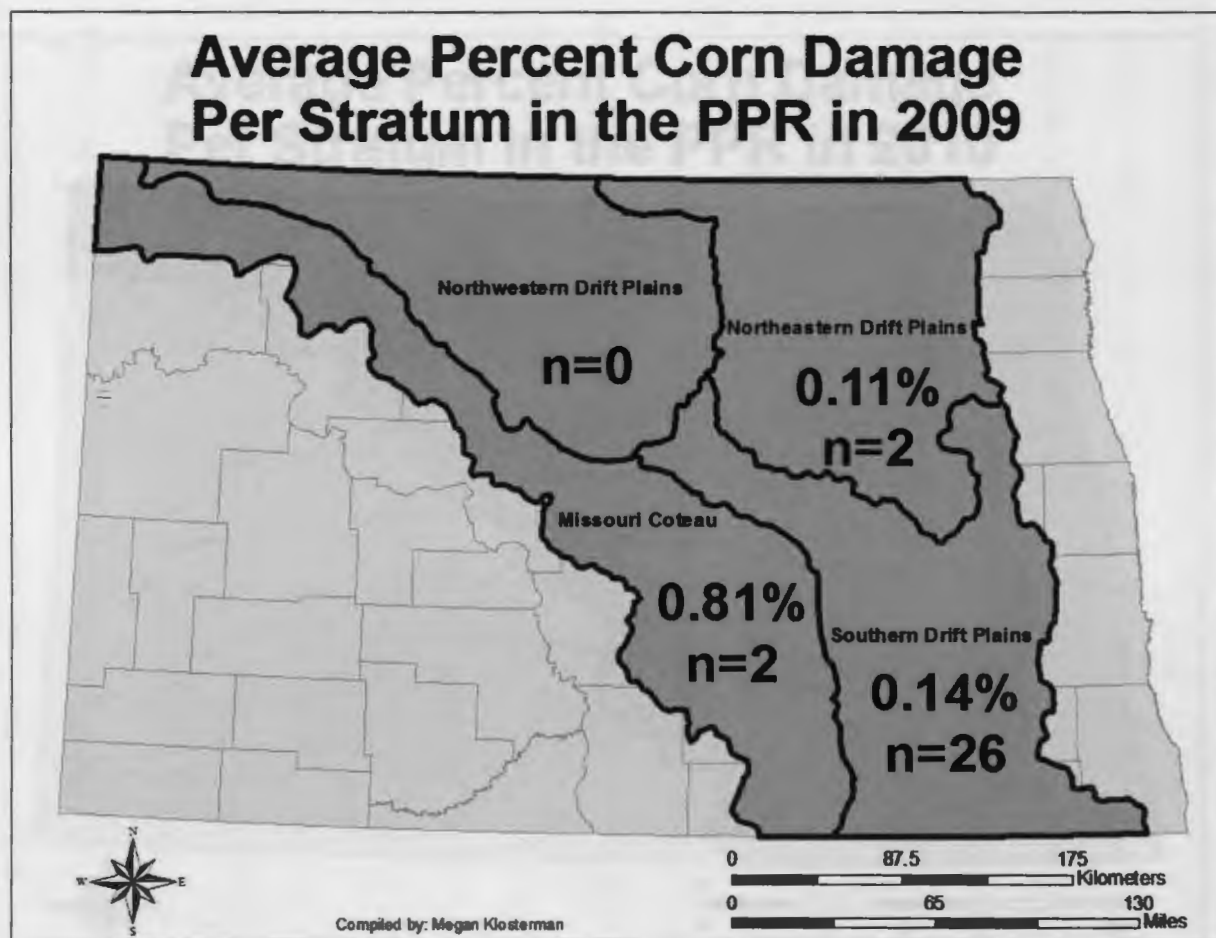 Average Percent Corn Damage
Per Stratum in the PPR in 2009
Northwestern Drift Plains
n=0
Northeastern Drift Plains
0.11%
n=2
Missouri Coteau
0.81%
n=2
Southern Drift Plains
0.14%
n=26
N
W
E
S
Compiled by: Megan Klosterman
0 87.5 175
Kilometers
0 65 130
Miles